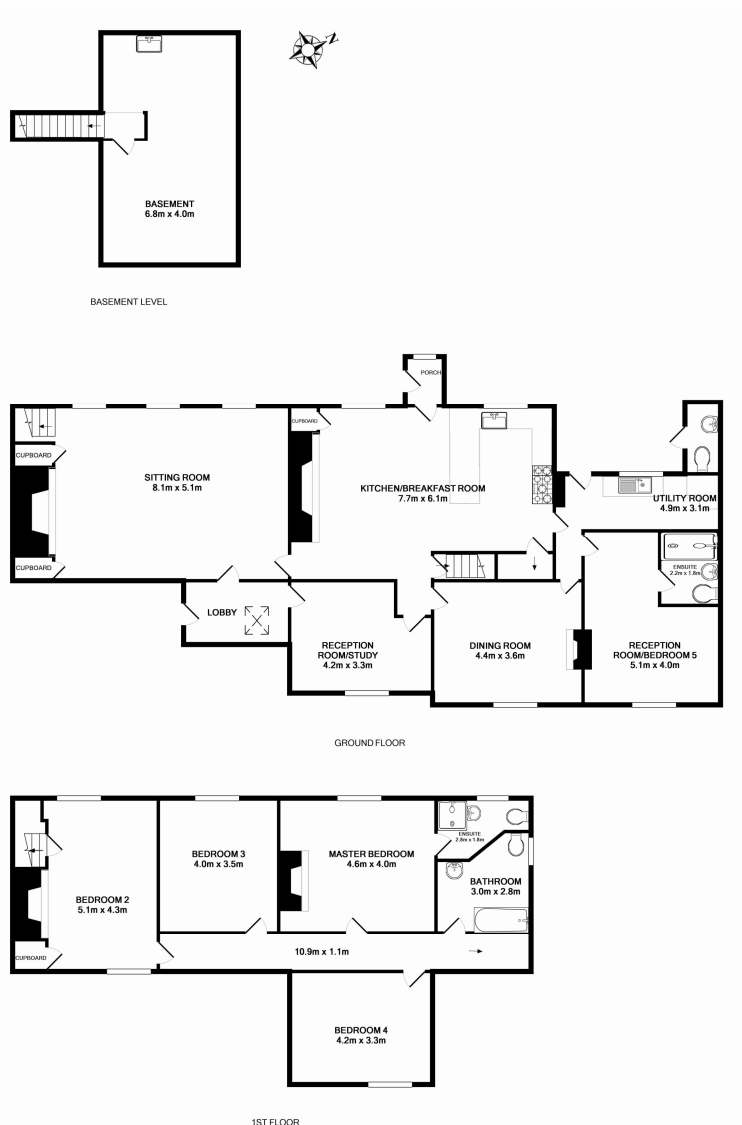 N
BASEMENT
6.8m x 4.0m
BASEMENT LEVEL
PORCH
CUPBOARD
CUPBOARD
SITTING ROOM
8.1m x 5.1m
KITCHEN/BREAKFAST ROOM
7.7m x 6.1m
UTILITY ROOM
4.9m x 3.1m
CUPBOARD
ENSUITE
2.2m x 1.8m
LOBBY
RECEPTION
ROOM/STUDY
4.2m x 3.3m
DINING ROOM
4.4m x 3.6m
RECEPTION
ROOM/BEDROOM 5
5.1m x 4.0m
GROUND FLOOR
ENSUITE
2.8m x 1.8m
BEDROOM 3
4.0m x 3.5m
MASTER BEDROOM
4.6m x 4.0m
BATHROOM
3.0m x 2.8m
BEDROOM 2
5.1m x 4.3m
CUPBOARD
10.9m x 1.1m
BEDROOM 4
4.2m x 3.3m
1ST FLOOR